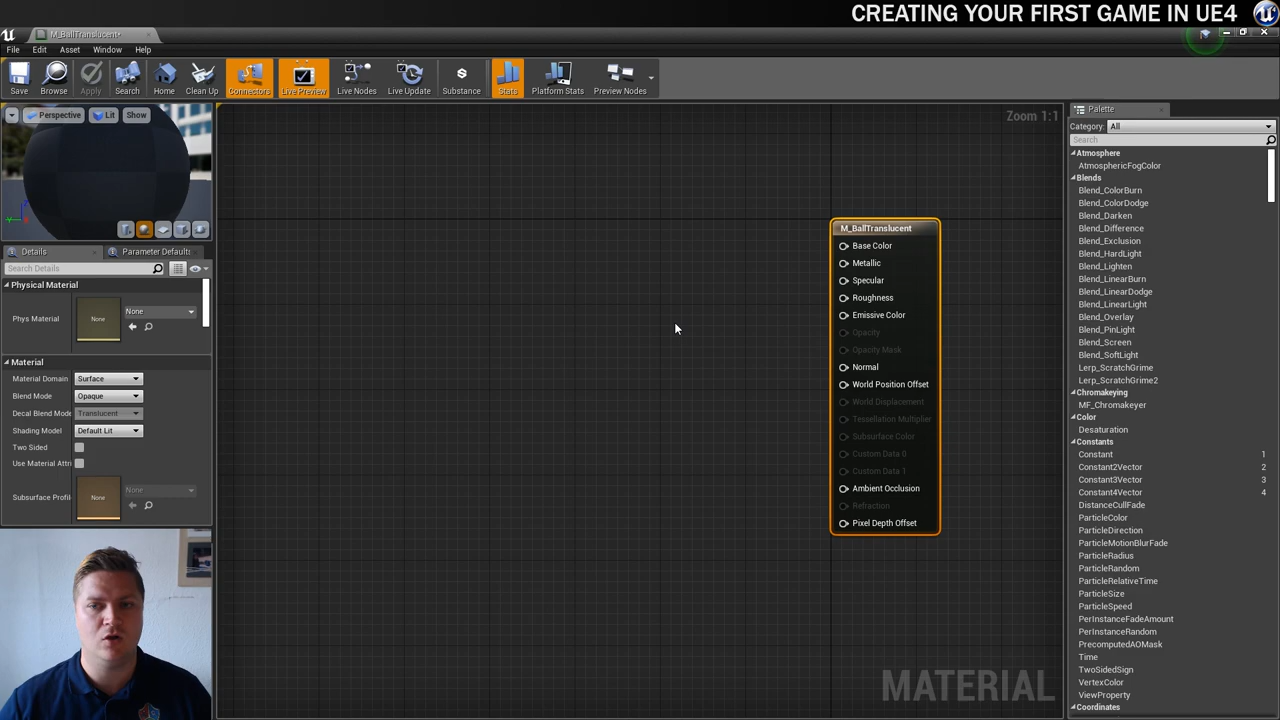 CREATING YOUR FIRST GAME IN UE4
M_BallTranslucent*
File Edit Asset Window Help
Save Browse Apply Search Home Clean Up Connectors Live Preview Live Nodes Live Update Substance Stats Platform Stats Preview Nodes
Perspective Lit Show
Zoom 1:1
Palette
Category: All
Search
Atmosphere
AtmosphericFogColor
Blends
Blend_ColorBurn
Blend_ColorDodge
Blend_Darken
Blend_Difference
Blend_Exclusion
Blend_HardLight
Blend_Lighten
Blend_LinearBurn
Blend_LinearDodge
Blend_LinearLight
Blend_Overlay
Blend_PinLight
Blend_Screen
Blend_SoftLight
Lerp_ScratchGrime
Lerp_ScratchGrime2
Chromakeying
MF_Chromakeyer
Color
Desaturation
Constants
Constant 1
Constant2Vector 2
Constant3Vector 3
Constant4Vector 4
DistanceCullFade
ParticleColor
ParticleDirection
ParticleMotionBlurFade
ParticleRadius
ParticleRandom
ParticleRelativeTime
ParticleSize
ParticleSpeed
PerInstanceFadeAmount
PerInstanceRandom
PrecomputedAOMask
Time
TwoSidedSign
VertexColor
ViewProperty
Coordinates
Details Parameter Defaults
Search Details
Physical Material
Phys Material None None
Material
Material Domain Surface
Blend Mode Opaque
Decal Blend Mode Translucent
Shading Model Default Lit
Two Sided
Use Material Attri
Subsurface Profil None None
M_BallTranslucent
Base Color
Metallic
Specular
Roughness
Emissive Color
Opacity
Opacity Mask
Normal
World Position Offset
World Displacement
Tessellation Multiplier
Subsurface Color
Custom Data 0
Custom Data 1
Ambient Occlusion
Refraction
Pixel Depth Offset
MATERIAL